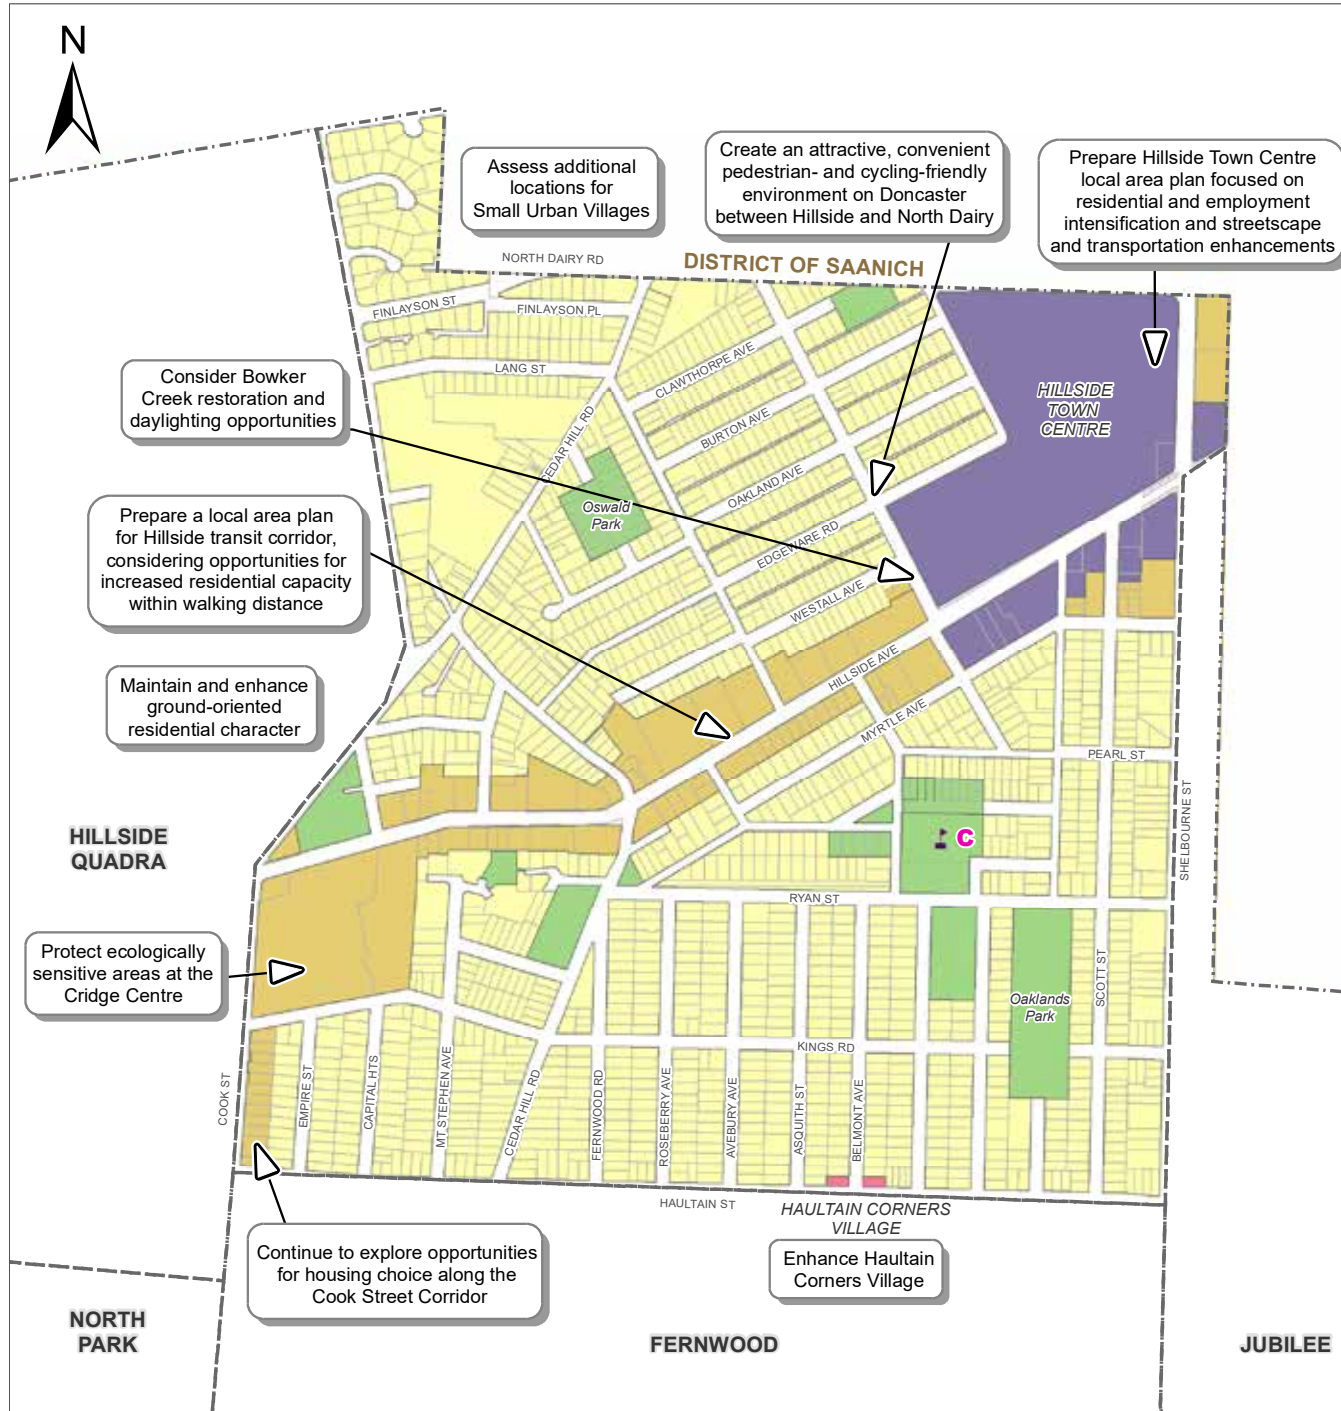 N
Assess additional
locations for
Small Urban Villages
Create an attractive, convenient
pedestrian- and cycling-friendly
environment on Doncaster
between Hillside and North Dairy
Prepare Hillside Town Centre
local area plan focused on
residential and employment
intensification and streetscape
and transportation enhancements
NORTH DAIRY RD
DISTRICT OF SAANICH
FINLAYSON ST
FINLAYSON PL
LANG ST
CLAWTHORPE AVE
BURTON AVE
OAKLAND AVE
EDGEWARE RD
WESTALL AVE
CEDAR HILL RD
Oswald
Park
HILLSIDE
TOWN
CENTRE
Consider Bowker
Creek restoration and
daylighting opportunities
Prepare a local area plan
for Hillside transit corridor,
considering opportunities for
increased residential capacity
within walking distance
Maintain and enhance
ground-oriented
residential character
HILLSIDE AVE
MYRTLE AVE
PEARL ST
SHELBOURNE ST
HILLSIDE
QUADRA
C
RYAN ST
Protect ecologically
sensitive areas at the
Cridge Centre
Oaklands
Park
SCOTT ST
KINGS RD
COOK ST
EMPIRE ST
CAPITAL HTS
MT STEPHEN AVE
CEDAR HILL RD
FERNWOOD RD
ROSEBERRY AVE
AVEBURY AVE
ASQUITH ST
BELMONT AVE
HAULTAIN ST
HAULTAIN CORNERS
VILLAGE
Enhance Haultain
Corners Village
Continue to explore opportunities
for housing choice along the
Cook Street Corridor
NORTH
PARK
FERNWOOD
JUBILEE